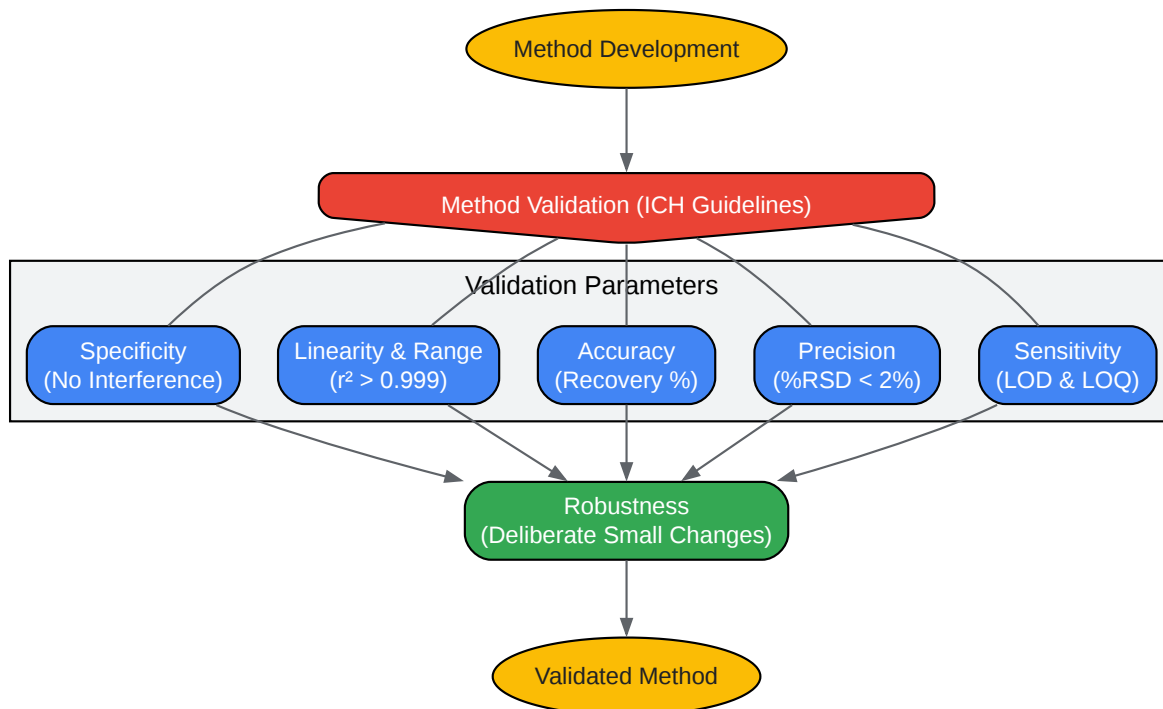 Method Development
Method Validation (ICH Guidelines)
Validation Parameters
Specificity
(No Interference)
Linearity & Range
(r² > 0.999)
Accuracy
(Recovery %)
Precision
(%RSD < 2%)
Sensitivity
(LOD & LOQ)
Robustness
(Deliberate Small Changes)
Validated Method